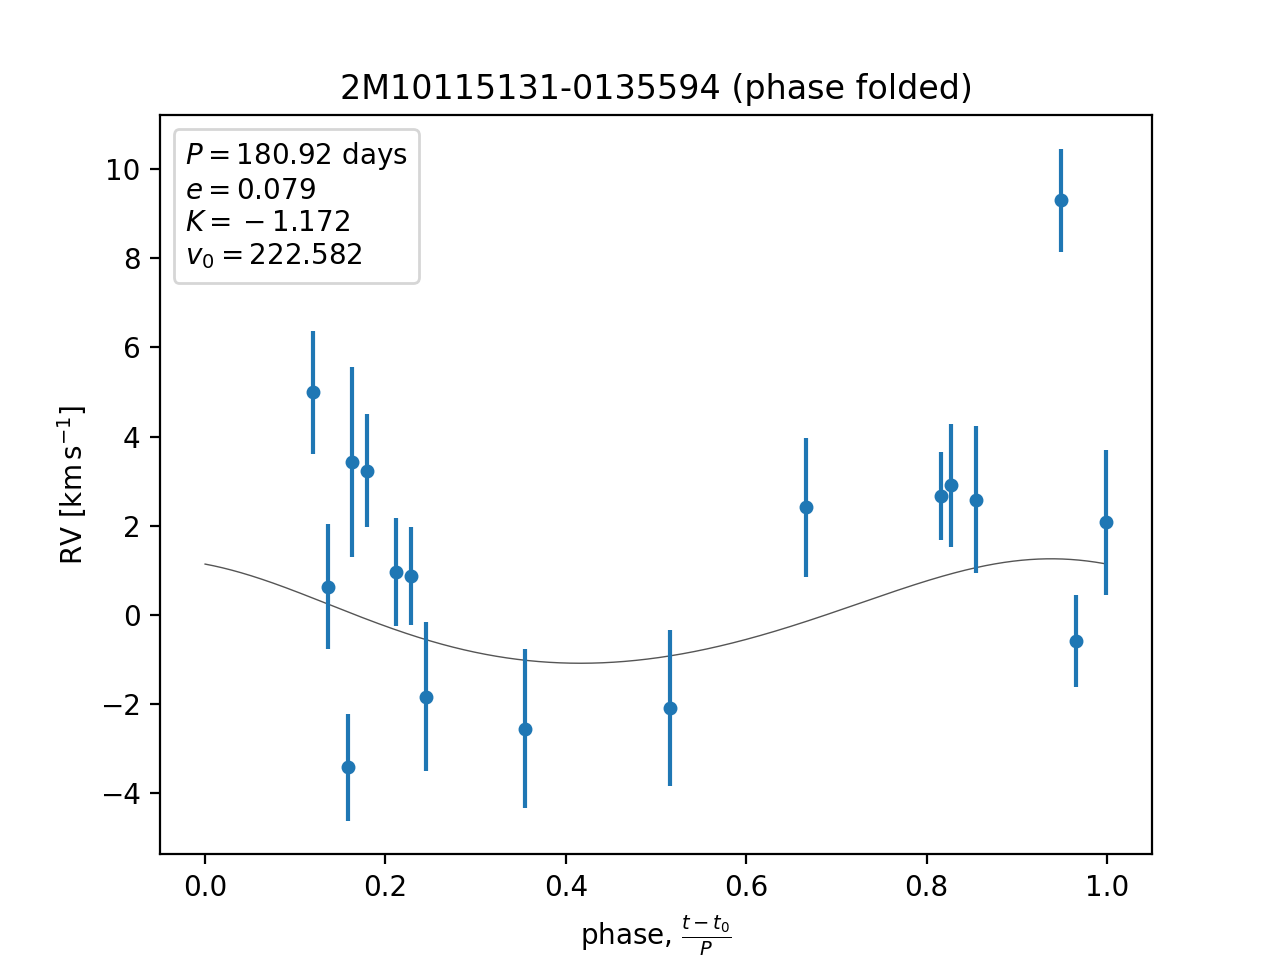 2M10115131-0135594 (phase folded)
P = 180.92 days
e = 0.079
K = −1.172
v₀ = 222.582
10
8
6
4
2
0
−2
−4
RV [km s⁻¹]
0.0 0.2 0.4 0.6 0.8 1.0
phase, (t − t₀)/P